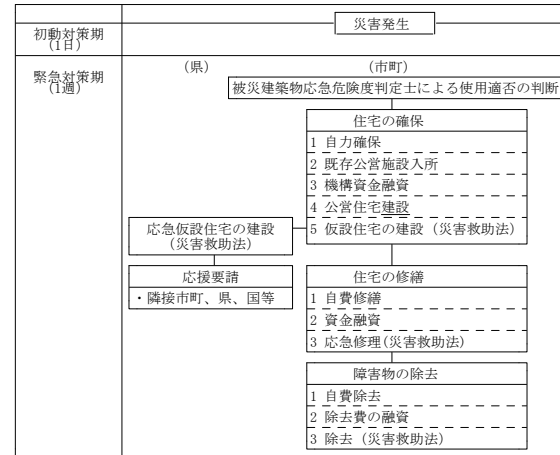 災害発生
初動対策期
(1日)
緊急対策期
(1週)
(県)
(市町)
被災建築物応急危険度判定士による使用適否の判断
住宅の確保
1 自力確保
2 既存公営施設入所
3 機構資金融資
4 公営住宅建設
5 仮設住宅の建設（災害救助法）
応急仮設住宅の建設
(災害救助法)
応援要請
・隣接市町、県、国等
住宅の修繕
1 自費修繕
2 資金融資
3 応急修理(災害救助法)
障害物の除去
1 自費除去
2 除去費の融資
3 除去（災害救助法）